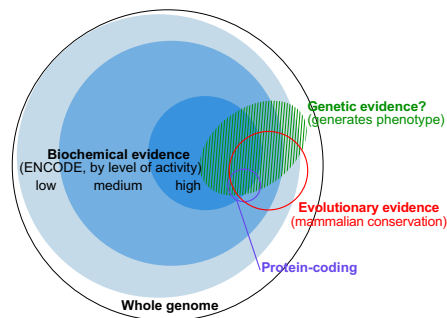 Genetic evidence?
(generates phenotype)
Biochemical evidence
(ENCODE, by level of activity)
low medium high
Evolutionary evidence
(mammalian conservation)
Protein-coding
Whole genome